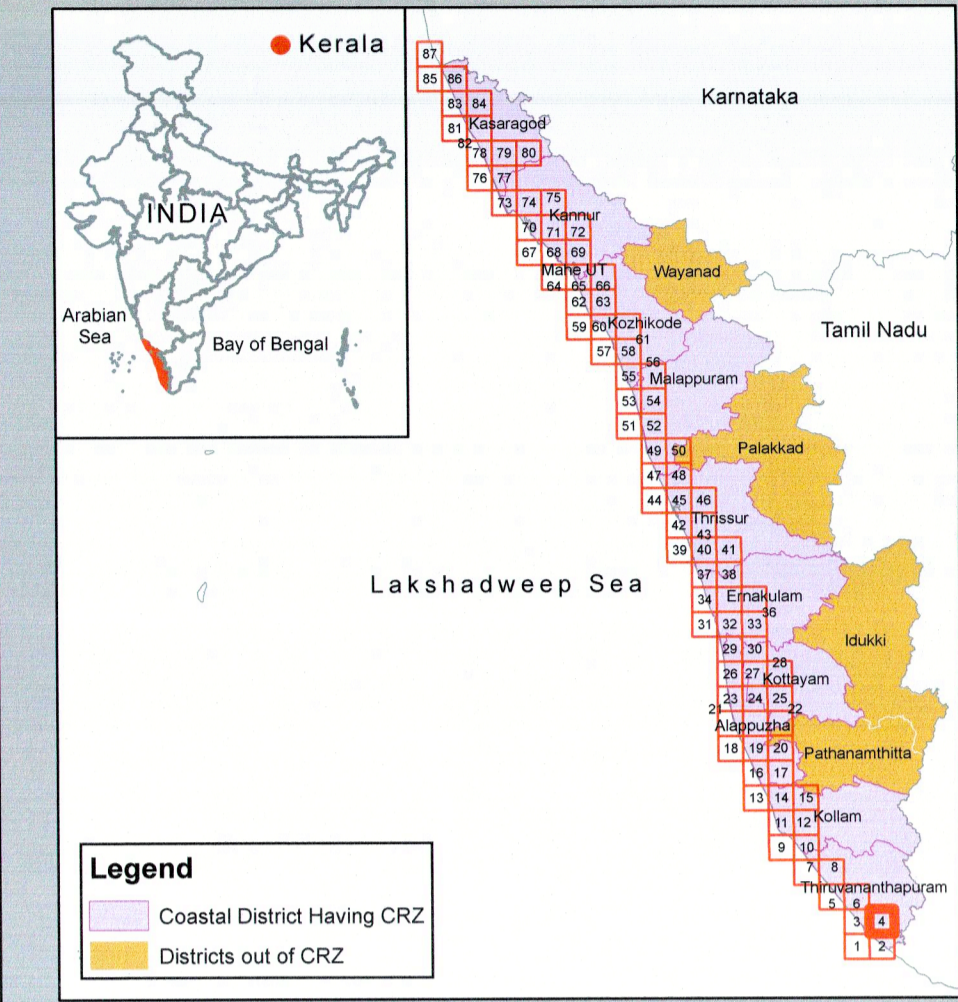 Kerala
INDIA
Arabian
Sea
Bay of Bengal
Karnataka
Tamil Nadu
Lakshadweep Sea
87
85 86
83 84
81 Kasaragod
82
78 79 80
76 77
73 74 75
Kannur
70 71 72
67 68 69
Mahe UT
64 65 66
62 63
Wayanad
59 60 Kozhikode
61
57 58
56
55 Malappuram
53 54
51 52
49 50 Palakkad
47 48
44 45 46
42 Thrissur
43
39 40 41
37 38
34 Ernakulam
36
31 32 33
Idukki
29 30
28
26 27 Kottayam
23 24 25
21 22
Alappuzha
18 19 20 Pathanamthitta
16 17
13 14 15
11 12 Kollam
9 10
7 8
Thiruvananthapuram
5 6
3 4
1 2
Legend
Coastal District Having CRZ
Districts out of CRZ